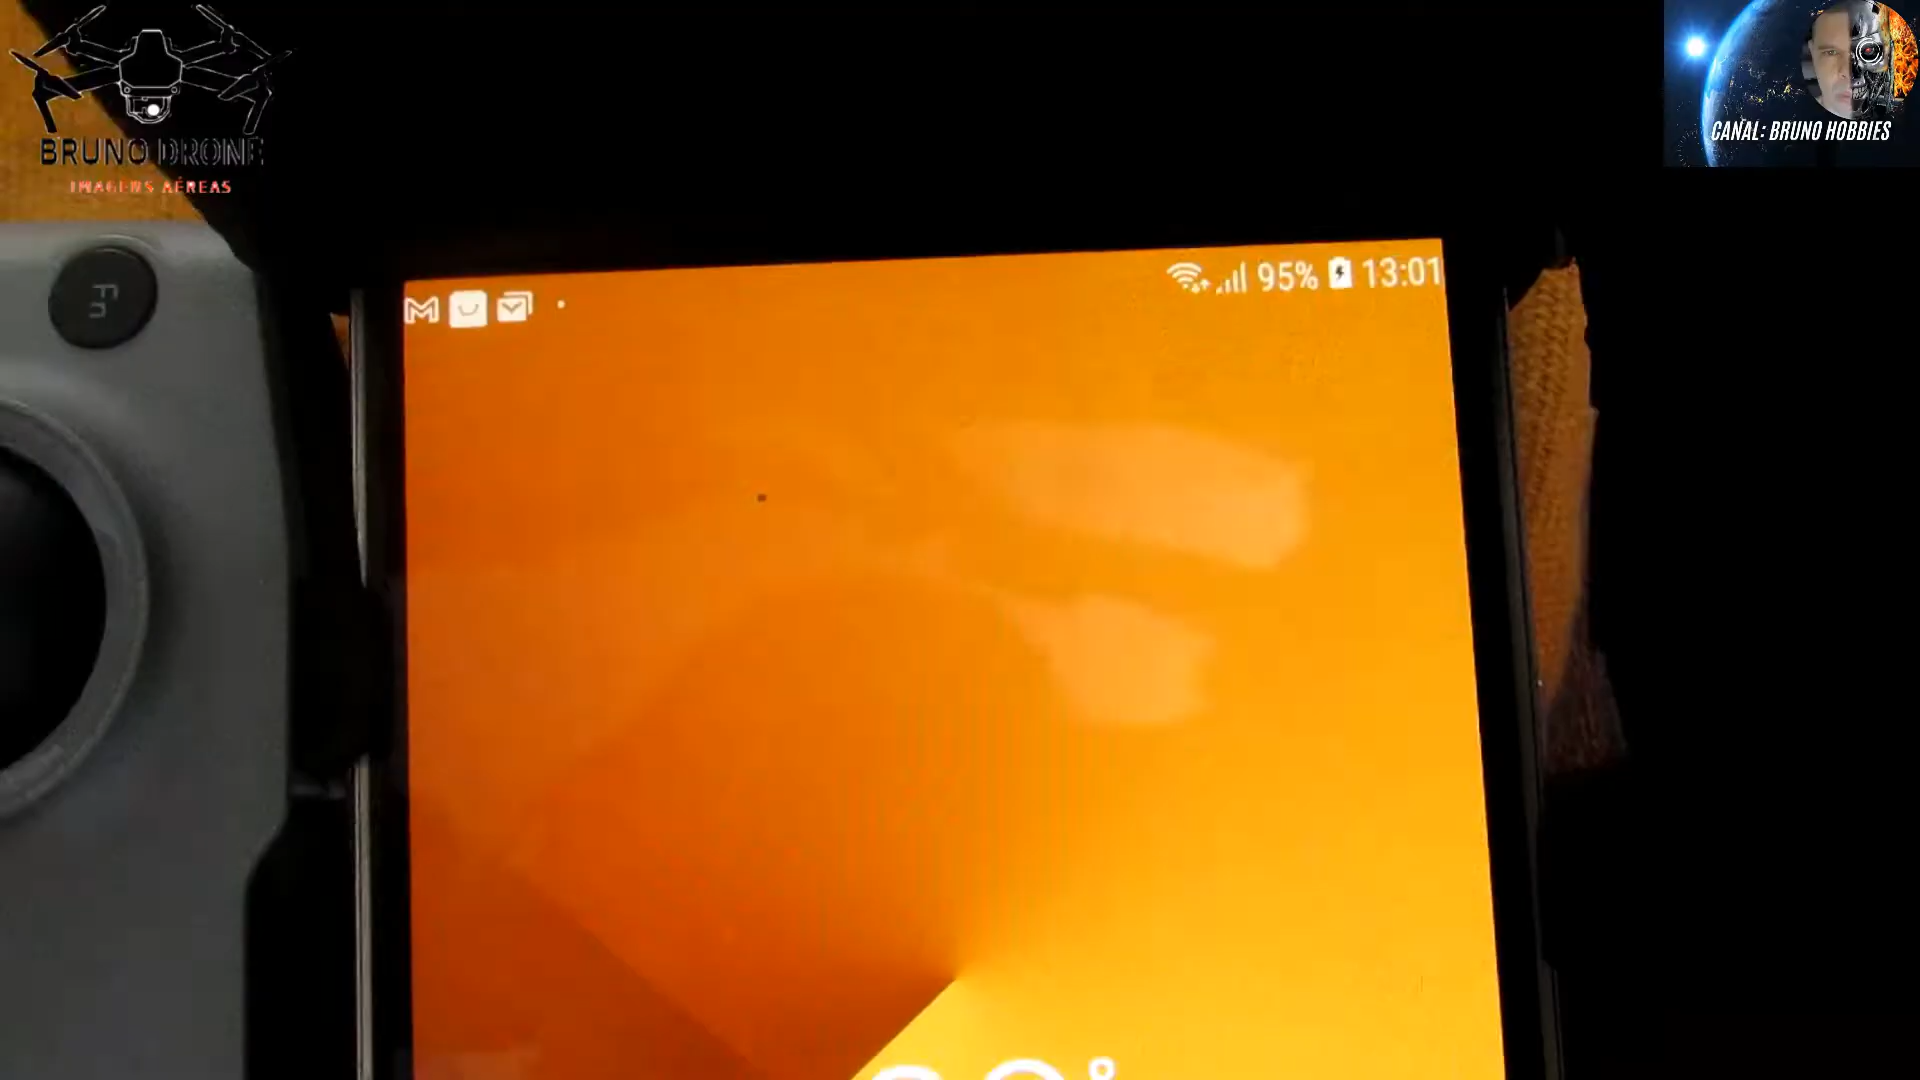 BRUNO DRONE
IMAGENS AÉREAS
CANAL: BRUNO HOBBIES
Fn
95% 13:01